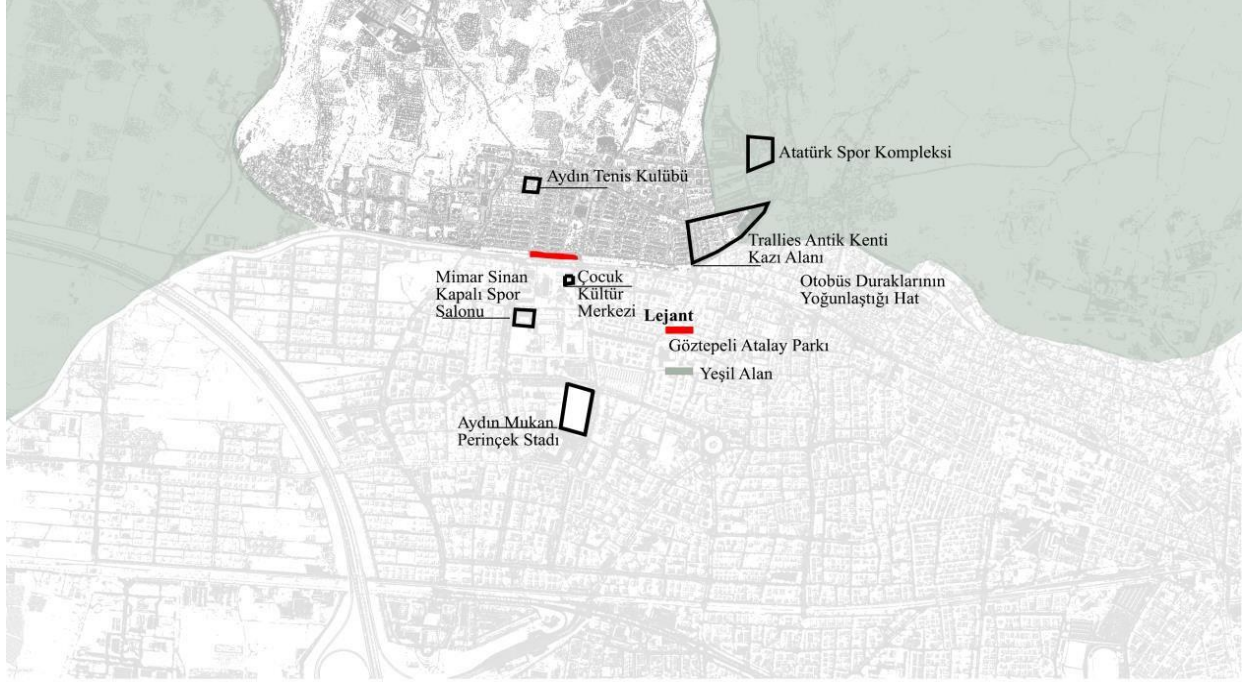 Atatürk Spor Kompleksi
Aydın Tenis Kulübü
Trallies Antik Kenti
Kazı Alanı
Mimar Sinan
Kapalı Spor
Salonu
Çocuk
Kültür
Merkezi
Otobüs Duraklarının
Yoğunlaştığı Hat
Lejant
Göztepeli Atalay Parkı
Yeşil Alan
Aydın Mukan
Perinçek Stadı